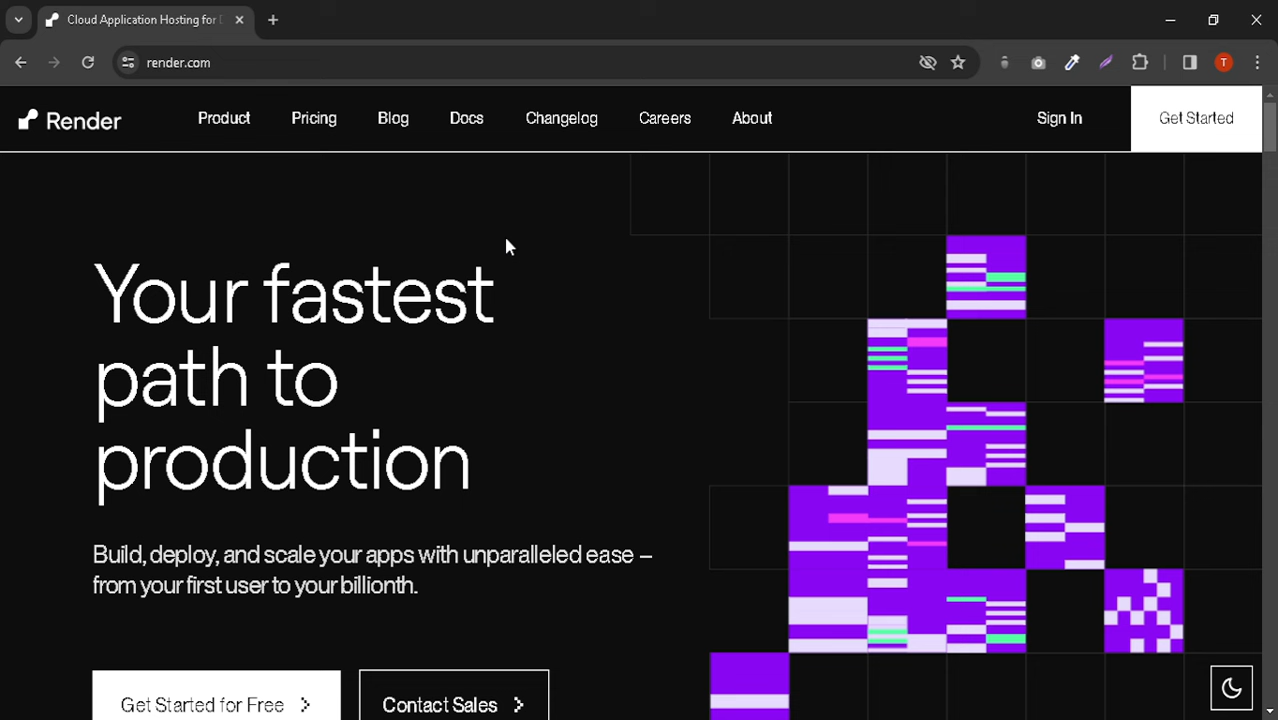 Cloud Application Hosting for D
render.com
T
Render
Product
Pricing
Blog
Docs
Changelog
Careers
About
Sign In
Get Started
Your fastest
path to
production
Build, deploy, and scale your apps with unparalleled ease –
from your first user to your billionth.
Get Started for Free
Contact Sales